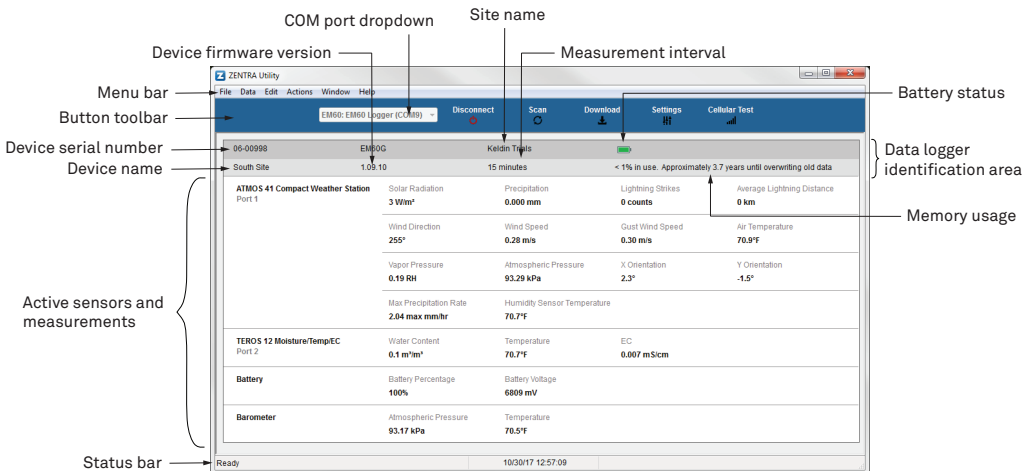 Site name
COM port dropdown
Device firmware version
Measurement interval
ZENTRA Utility
Menu bar
File Data Edit Actions Window Help
Battery status
Button toolbar
EM60: EM60 Logger (COM9)
Disconnect
Scan
Download
Settings
Cellular Test
Device serial number
06-00998 EM60G Keldin Trials
Data logger
identification area
Device name
South Site 1.09.10 15 minutes < 1% in use. Approximately 3.7 years until overwriting old data
Memory usage
ATMOS 41 Compact Weather Station
Port 1
Solar Radiation Precipitation Lightning Strikes Average Lightning Distance
3 W/m² 0.000 mm 0 counts 0 km
Wind Direction Wind Speed Gust Wind Speed Air Temperature
255° 0.28 m/s 0.30 m/s 70.9°F
Vapor Pressure Atmospheric Pressure X Orientation Y Orientation
0.19 RH 93.29 kPa 2.3° -1.5°
Active sensors and
measurements
Max Precipitation Rate Humidity Sensor Temperature
2.04 max mm/hr 70.7°F
TEROS 12 Moisture/Temp/EC
Port 2
Water Content Temperature EC
0.1 m³/m³ 70.7°F 0.007 mS/cm
Battery
Battery Percentage Battery Voltage
100% 6809 mV
Barometer
Atmospheric Pressure Temperature
93.17 kPa 70.5°F
Status bar
Ready 10/30/17 12:57:09